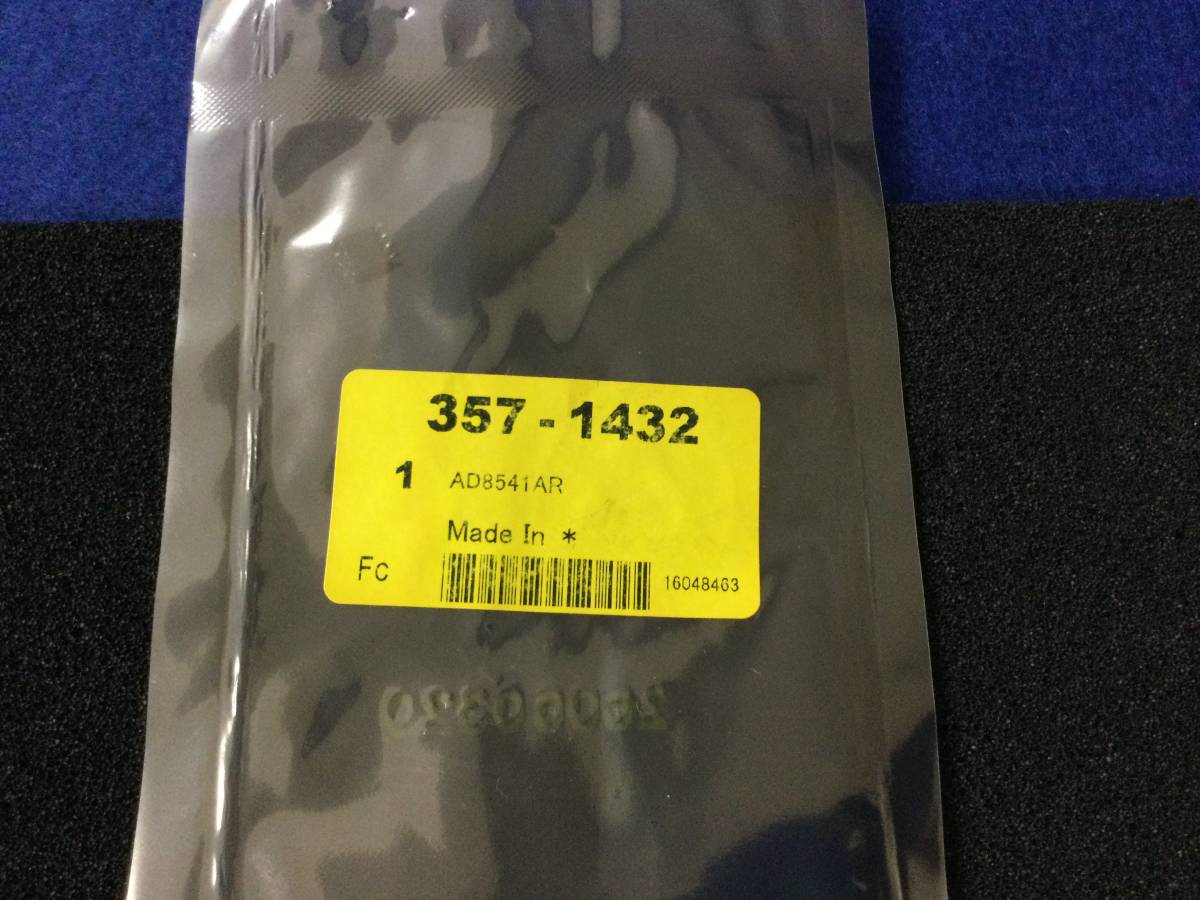 357 - 1432
1 AD8541AR
Made In *
Fc
16048463